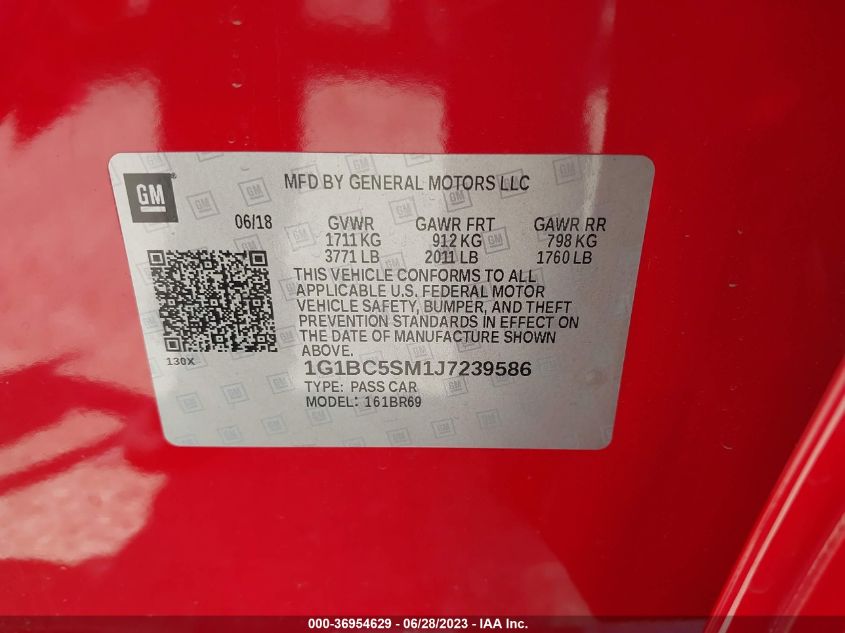 GM
MFD BY GENERAL MOTORS LLC
06/18 GVWR GAWR FRT GAWR RR
1711 KG 912 KG 798 KG
3771 LB 2011 LB 1760 LB
THIS VEHICLE CONFORMS TO ALL
APPLICABLE U.S. FEDERAL MOTOR
VEHICLE SAFETY, BUMPER, AND THEFT
PREVENTION STANDARDS IN EFFECT ON
THE DATE OF MANUFACTURE SHOWN
ABOVE.
130X
1G1BC5SM1J7239586
TYPE: PASS CAR
MODEL: 161BR69
000-36954629 - 06/28/2023 - IAA Inc.